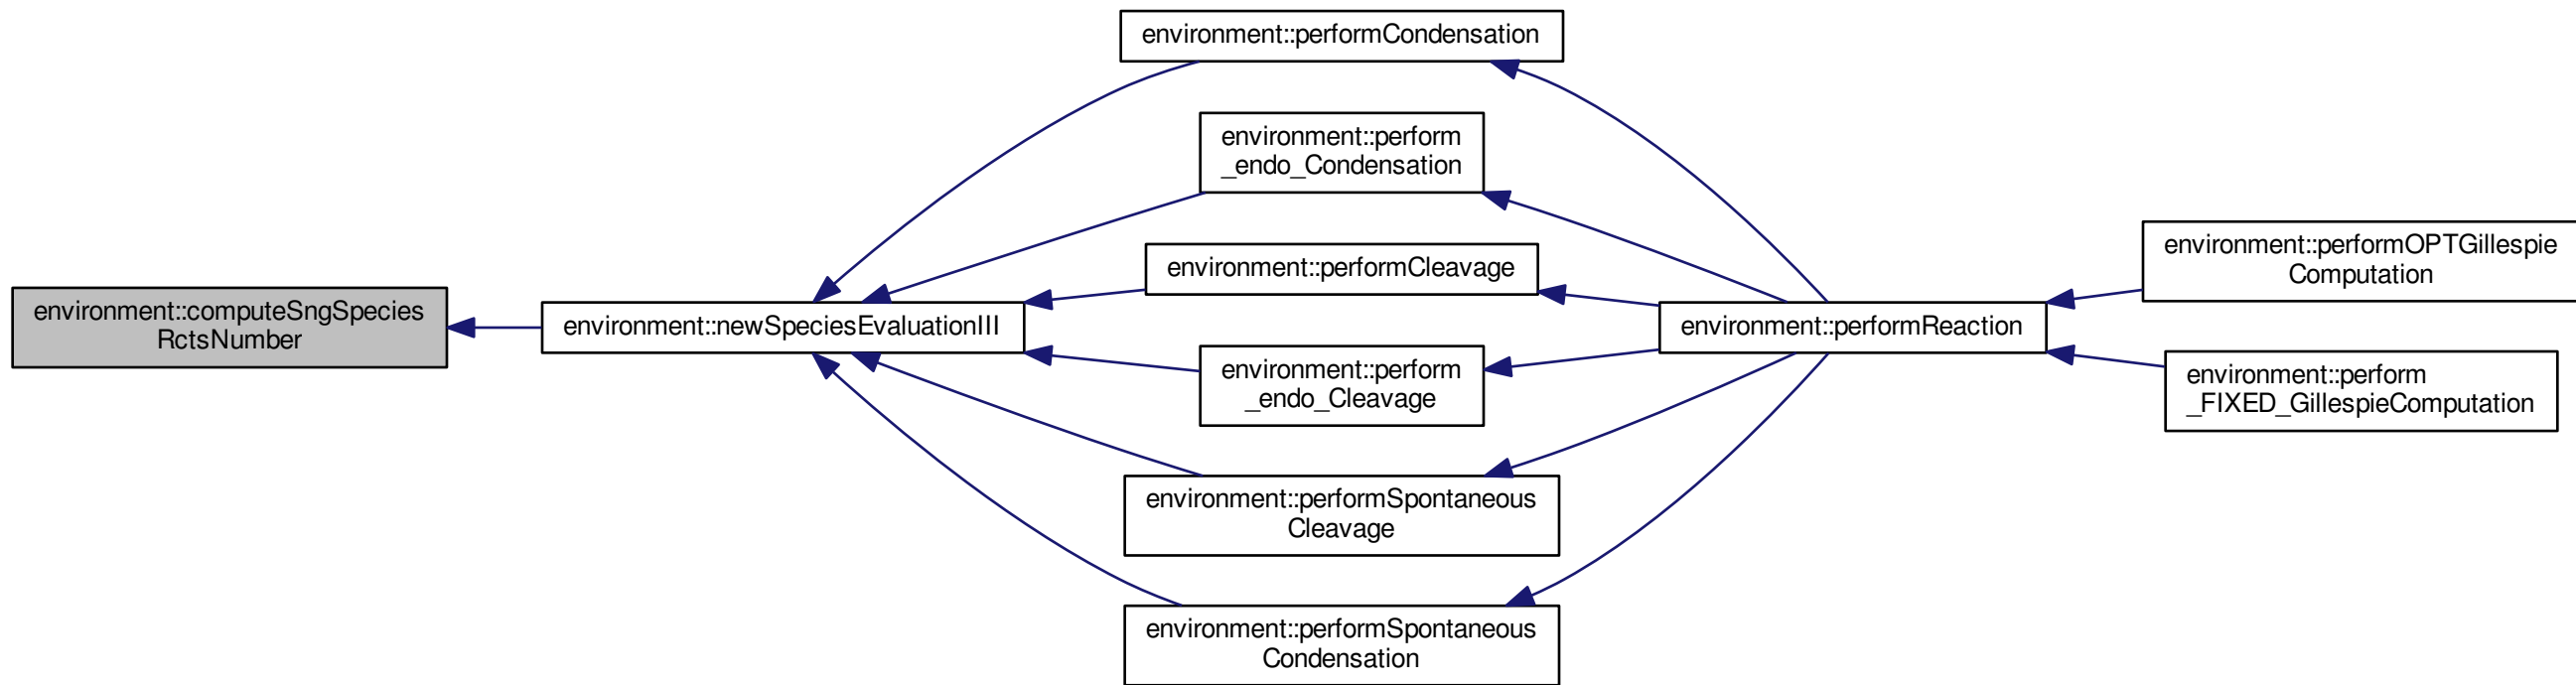 environment::computeSngSpecies
RctsNumber
environment::newSpeciesEvaluationIII
environment::performCondensation
environment::perform
_endo_Condensation
environment::performCleavage
environment::perform
_endo_Cleavage
environment::performSpontaneous
Cleavage
environment::performSpontaneous
Condensation
environment::performReaction
environment::performOPTGillespie
Computation
environment::perform
_FIXED_GillespieComputation